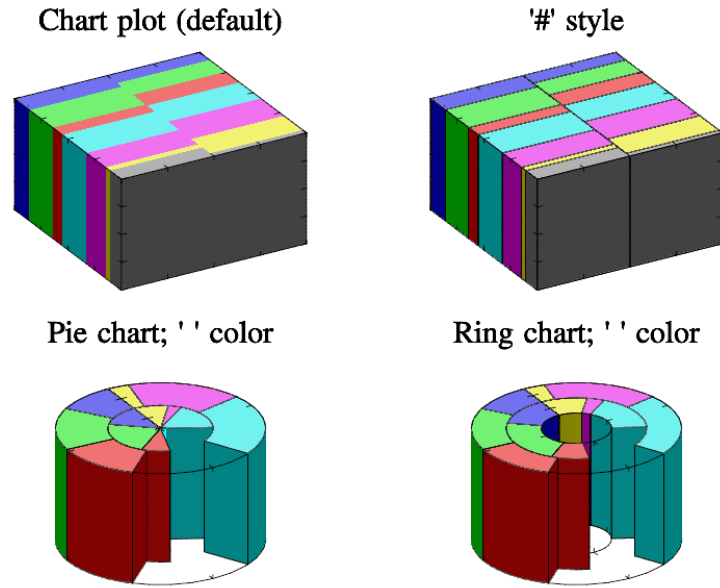 Chart plot (default)
'#' style
Pie chart; ' ' color
Ring chart; ' ' color